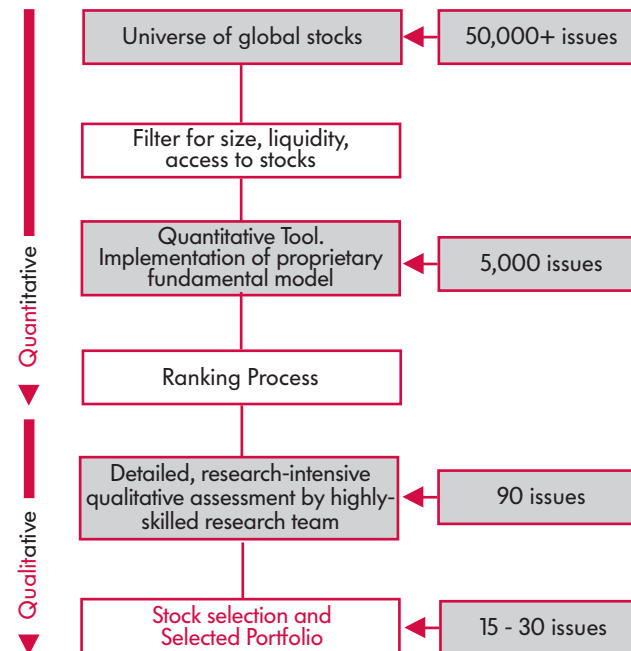 Universe of global stocks
50,000+ issues
Filter for size, liquidity,
access to stocks
Quantitative Tool.
Implementation of proprietary
fundamental model
5,000 issues
Quantitative
Ranking Process
Detailed, research-intensive
qualitative assessment by highly-
skilled research team
90 issues
Qualitative
Stock selection and
Selected Portfolio
15 - 30 issues